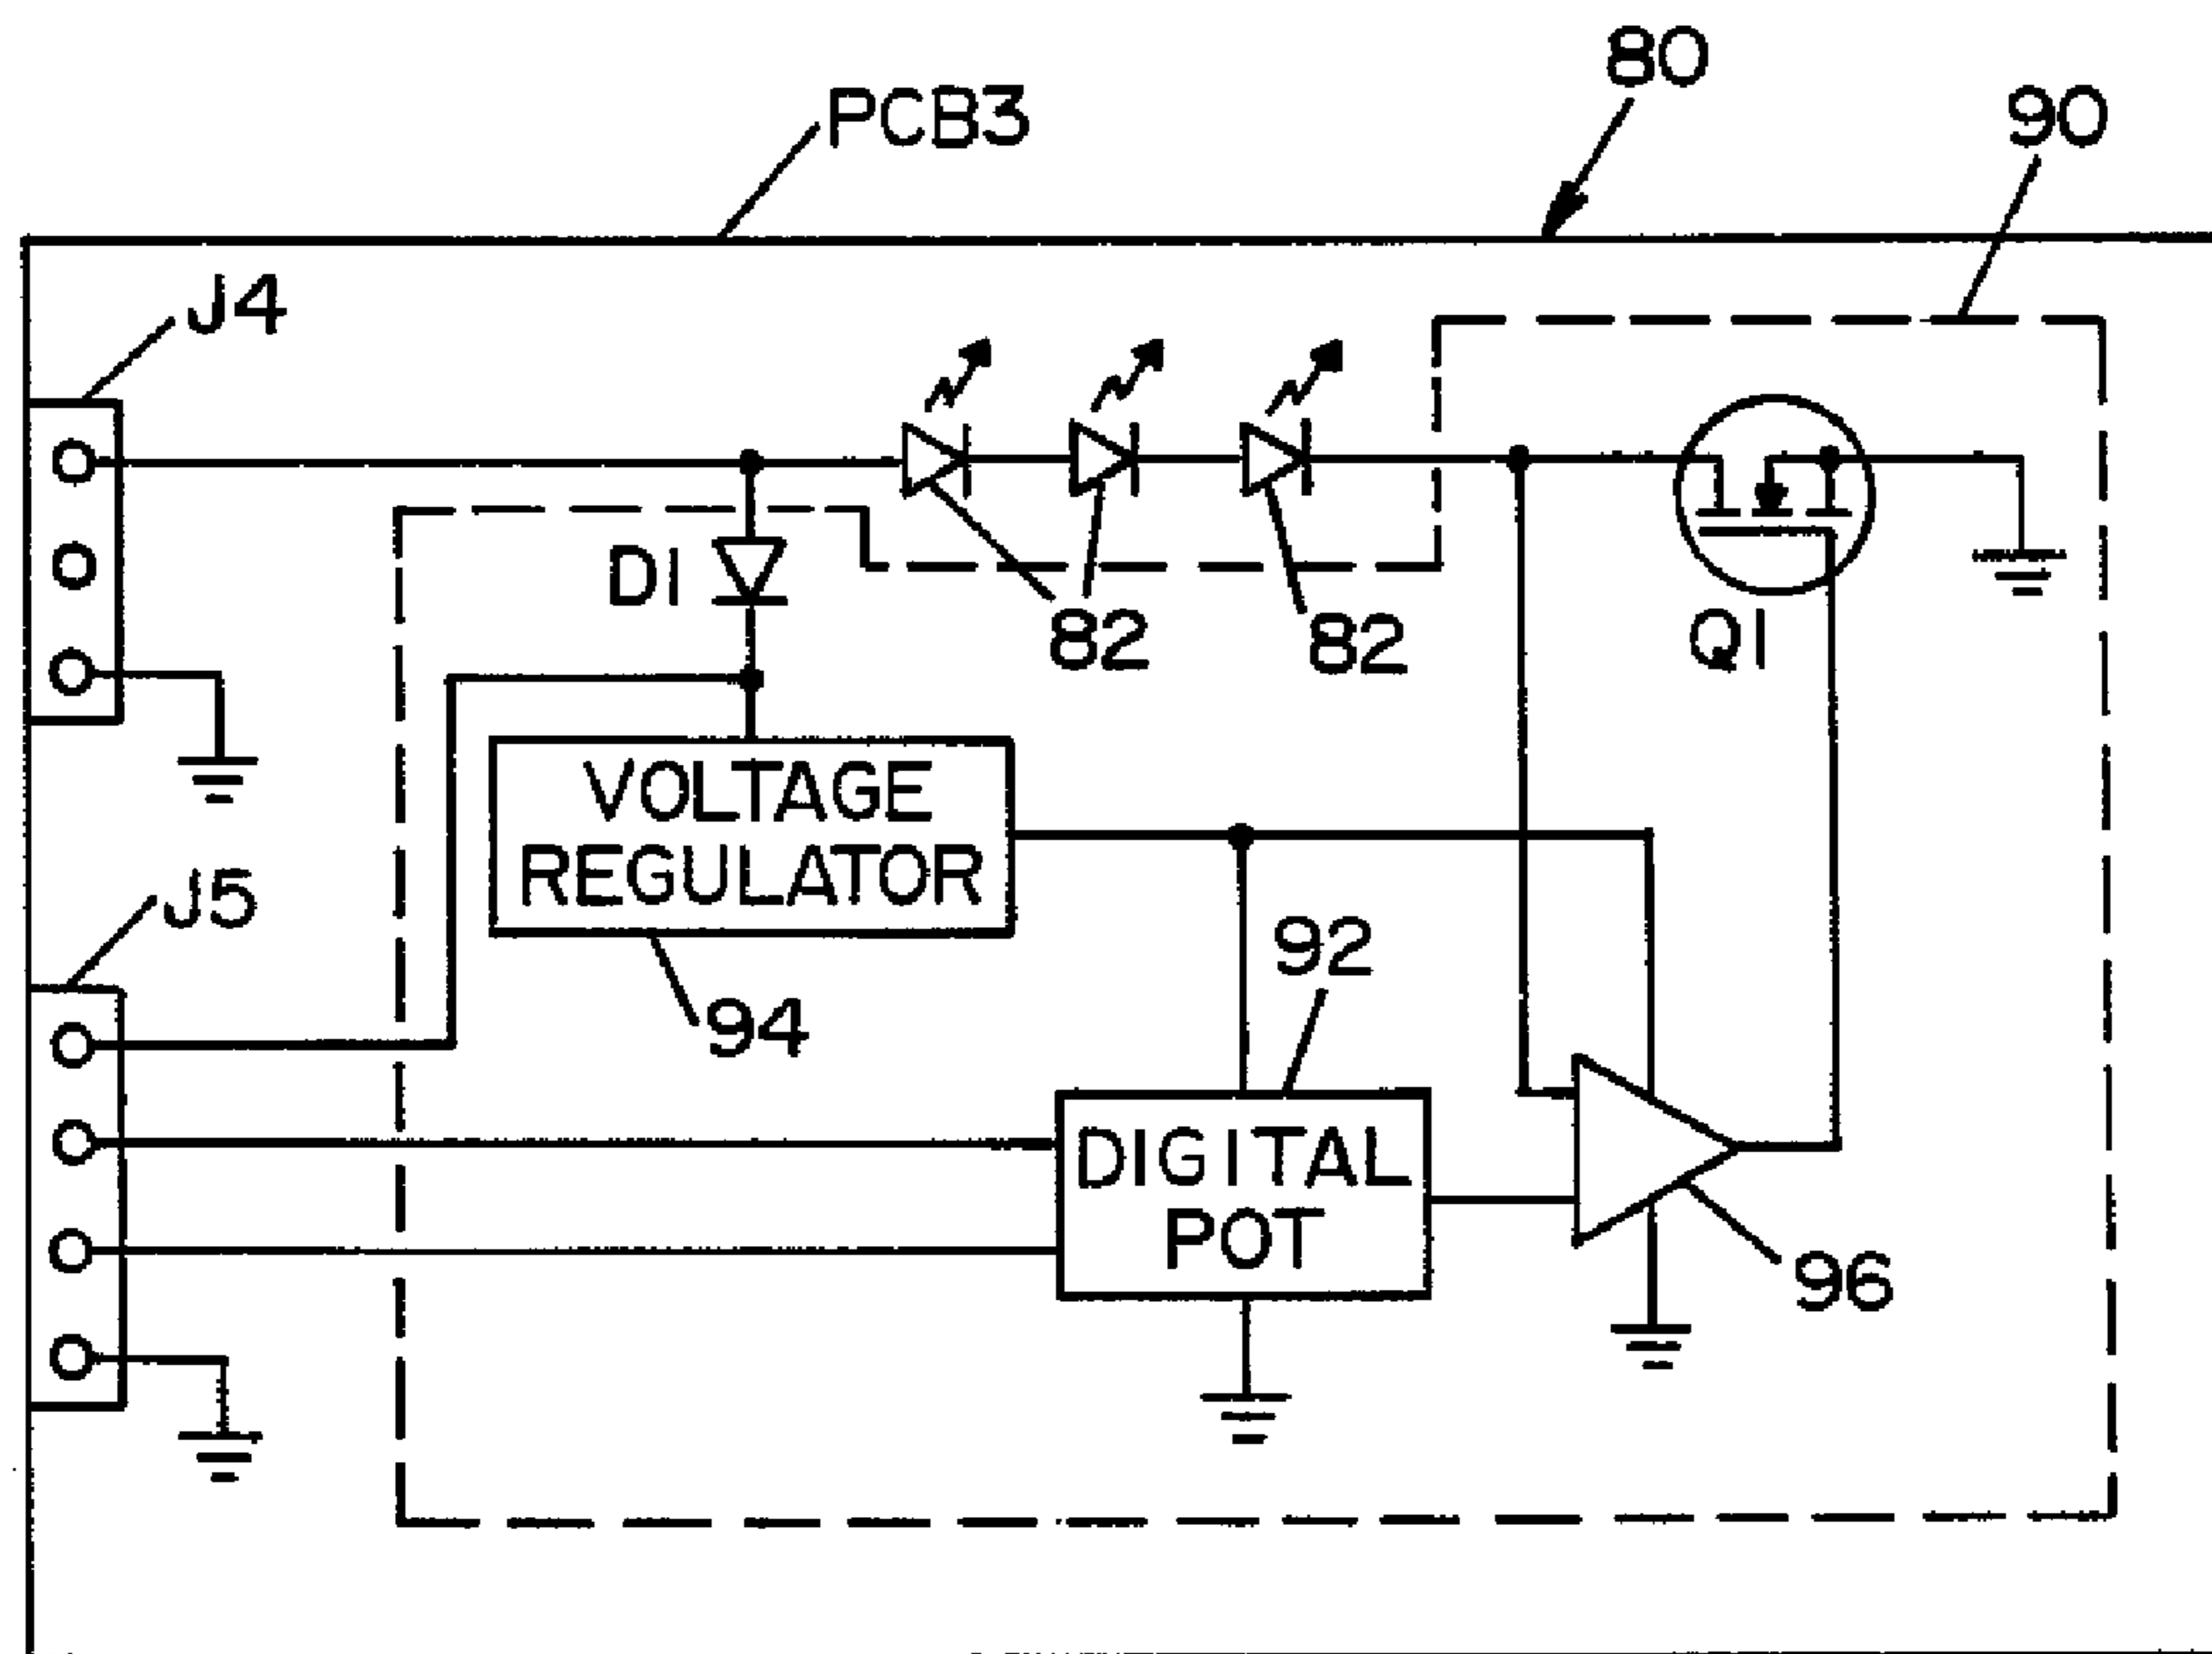 80
PCB3
90
J4
D1
82
82
Q1
VOLTAGE
REGULATOR
J5
92
94
DIGITAL
POT
96